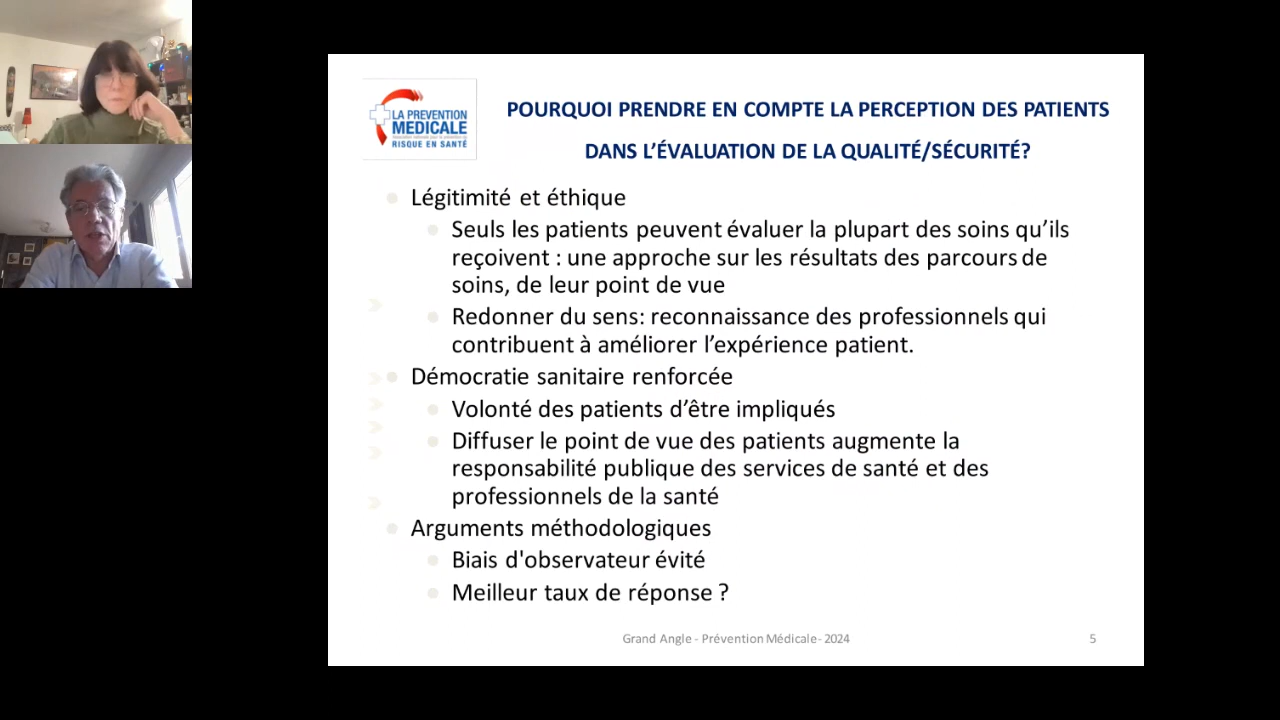 LA PREVENTION
MEDICALE
RISQUE EN SANTÉ
POURQUOI PRENDRE EN COMPTE LA PERCEPTION DES PATIENTS
DANS L’ÉVALUATION DE LA QUALITÉ/SÉCURITÉ?
Légitimité et éthique
Seuls les patients peuvent évaluer la plupart des soins qu’ils
reçoivent : une approche sur les résultats des parcours de
soins, de leur point de vue
Redonner du sens: reconnaissance des professionnels qui
contribuent à améliorer l’expérience patient.
Démocratie sanitaire renforcée
Volonté des patients d’être impliqués
Diffuser le point de vue des patients augmente la
responsabilité publique des services de santé et des
professionnels de la santé
Arguments méthodologiques
Biais d'observateur évité
Meilleur taux de réponse ?
Grand Angle - Prévention Médicale- 2024
5